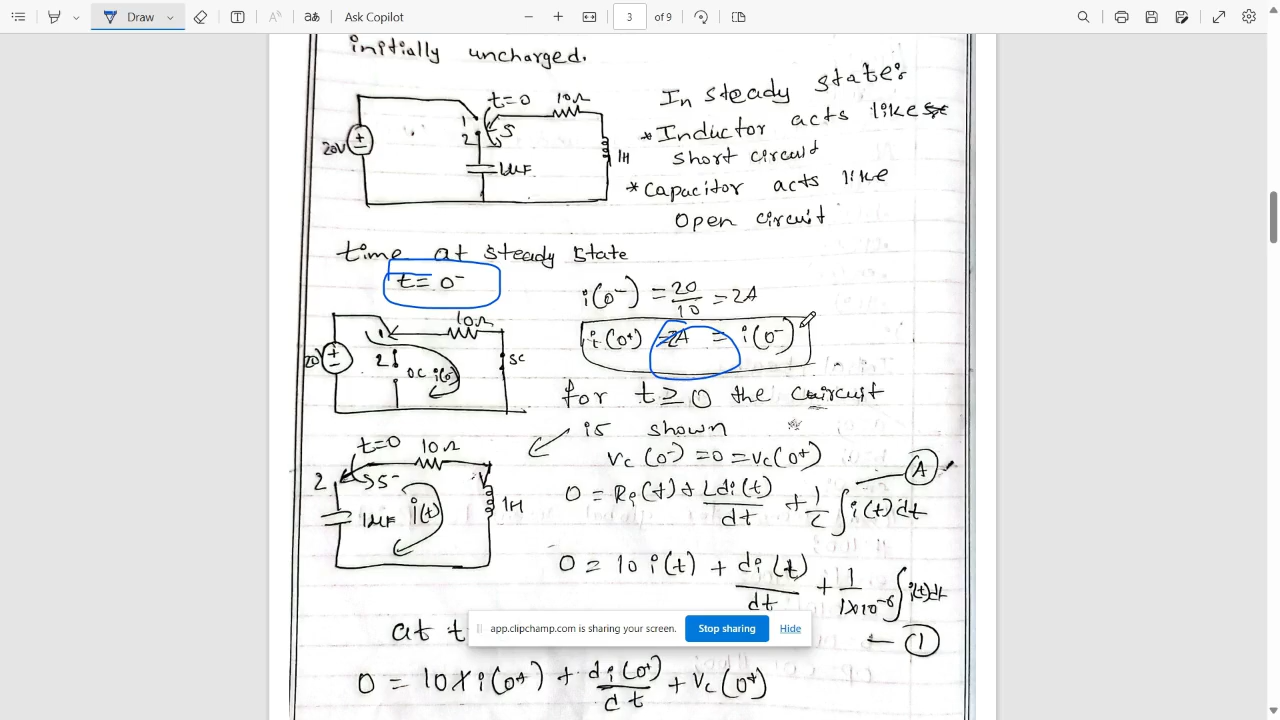 Draw
Ask Copilot
3 of 9
initially uncharged.
t=0
10Ω
1
2
S
20V
1μF
1H
In steady state:
*Inductor acts like
short circuit
*Capacitor acts like
Open circuit
time at steady state
t= 0⁻
i(0⁻) = 20/10 = 2A
i(0⁺) = 2A = i(0⁻)
10Ω
1
2
20V
OC
i(0⁻)
SC
for t≥0 the circuit
is shown
Vc(0⁻) = 0 = Vc(0⁺)
t=0
10Ω
2
S
1μF
i(t)
1H
A
0 = Ri(t) + Ldi(t)/dt + 1/c ∫i(t)dt
0 = 10 i(t) + di(t)/dt + 1/1×10⁻⁶ ∫i(t)dt
1
app.clipchamp.com is sharing your screen.
Stop sharing
Hide
at t
0 = 10×i(0⁺) + di(0⁺)/dt + Vc(0⁺)